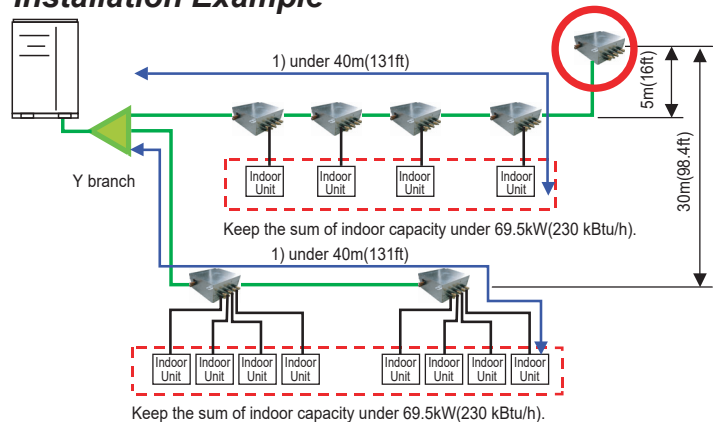 Installation Example
1) under 40m(131ft)
5m(16ft)
30m(98.4ft)
Y branch
Indoor
Unit
Indoor
Unit
Indoor
Unit
Indoor
Unit
Keep the sum of indoor capacity under 69.5kW(230 kBtu/h).
1) under 40m(131ft)
Indoor
Unit
Indoor
Unit
Indoor
Unit
Indoor
Unit
Indoor
Unit
Indoor
Unit
Indoor
Unit
Indoor
Unit
Keep the sum of indoor capacity under 69.5kW(230 kBtu/h).